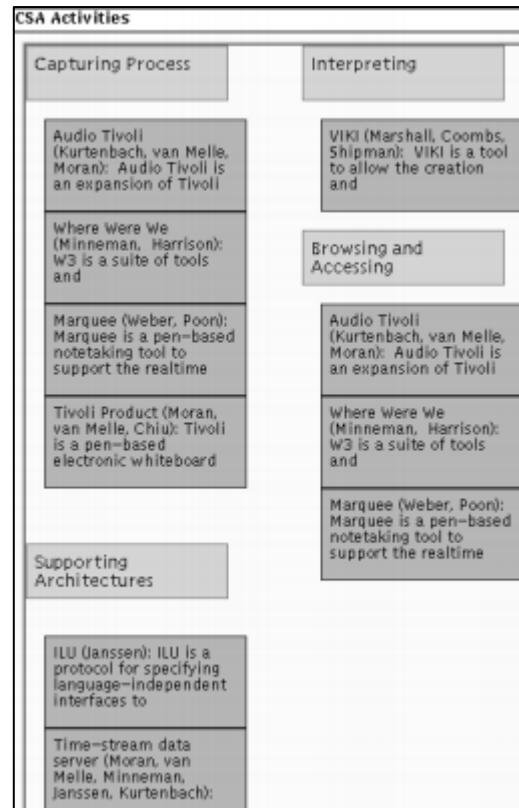 CSA Activities
Capturing Process
Audio Tivoli
(Kurtenbach, van Melle,
Moran): Audio Tivoli is
an expansion of Tivoli
Where Were We
(Minneman, Harrison):
W3 is a suite of tools
and
Marquee (Weber, Poon):
Marquee is a pen-based
notetaking tool to
support the realtime
Tivoli Product (Moran,
van Melle, Chiu): Tivoli
is a pen-based
electronic whiteboard
Supporting
Architectures
ILU (Janssen): ILU is a
protocol for specifying
language-independent
interfaces to
Time-stream data
server (Moran, van
Melle, Minneman,
Janssen, Kurtenbach):
Interpreting
VIKI (Marshall, Coombs,
Shipman): VIKI is a tool
to allow the creation
and
Browsing and
Accessing
Audio Tivoli
(Kurtenbach, van Melle,
Moran): Audio Tivoli is
an expansion of Tivoli
Where Were We
(Minneman, Harrison):
W3 is a suite of tools
and
Marquee (Weber, Poon):
Marquee is a pen-based
notetaking tool to
support the realtime